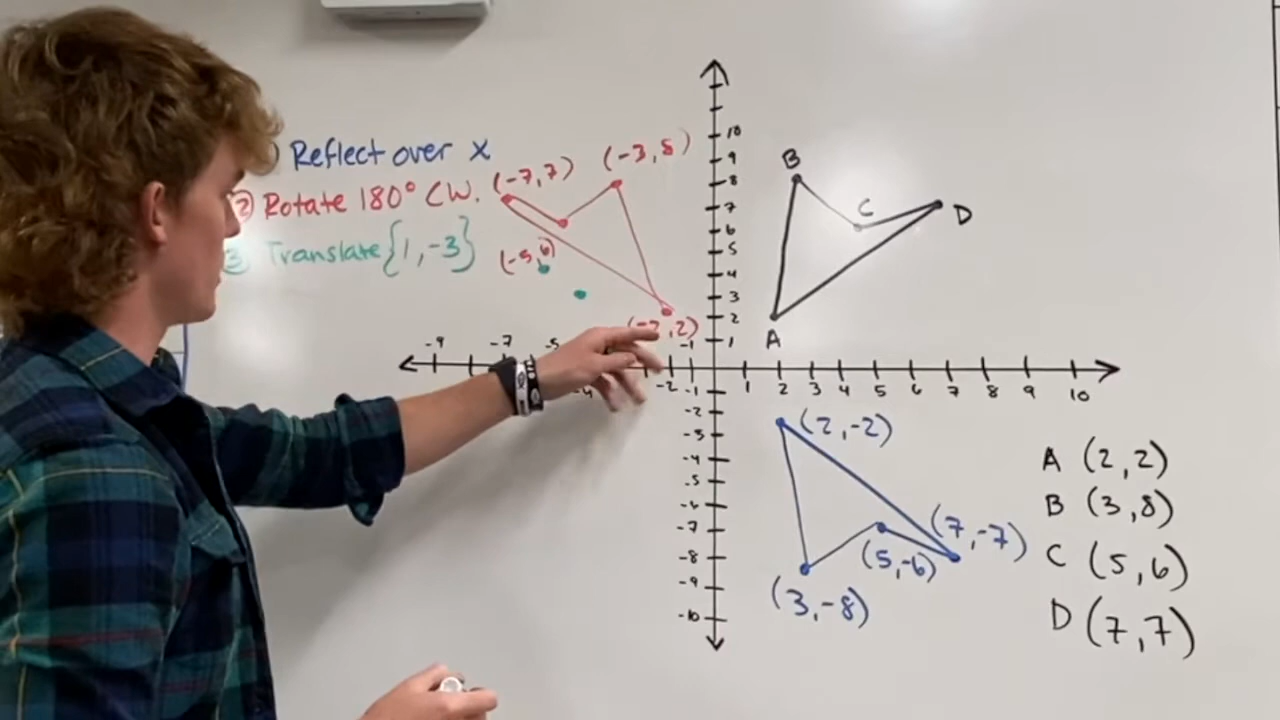 ) Reflect over x
2) Rotate 180° CW.
3) Translate {1, -3}
(-7,7)
(-3,8)
(-5,6)
(-2,2)
B
C
D
A
10
9
8
7
6
5
4
3
2
1
-9 -7 -5 -4 -2 -1 1 2 3 4 5 6 7 8 9 10
-1
-2
-3
-4
-5
-6
-7
-8
-9
-10
(2,-2)
(7,-7)
(5,-6)
(3,-8)
A (2,2)
B (3,8)
C (5,6)
D (7,7)